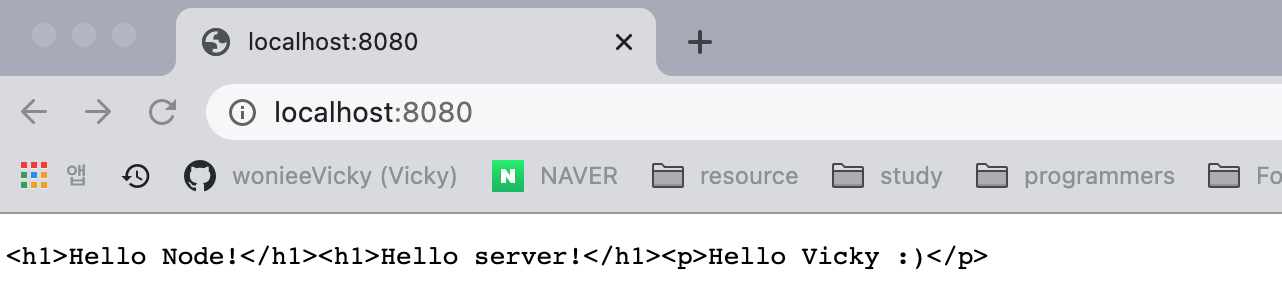 localhost:8080
localhost:8080
앱 wonieeVicky (Vicky) N NAVER resource study programmers Fo
<h1>Hello Node!</h1><h1>Hello server!</h1><p>Hello Vicky :)</p>